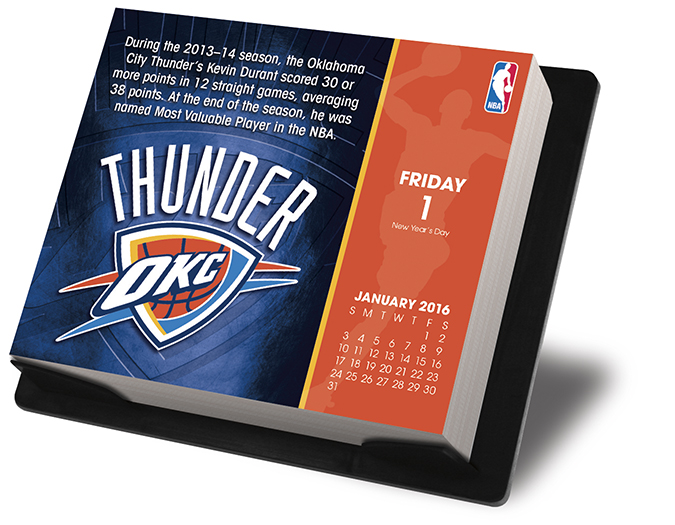 During the 2013–14 season, the Oklahoma
City Thunder's Kevin Durant scored 30 or
more points in 12 straight games, averaging
38 points. At the end of the season, he was
named Most Valuable Player in the NBA.
THUNDER
OKC
NBA
FRIDAY
1
New Year's Day
JANUARY 2016
S M T W T F S
1 2
3 4 5 6 7 8 9
10 11 12 13 14 15 16
17 18 19 20 21 22 23
24 25 26 27 28 29 30
31